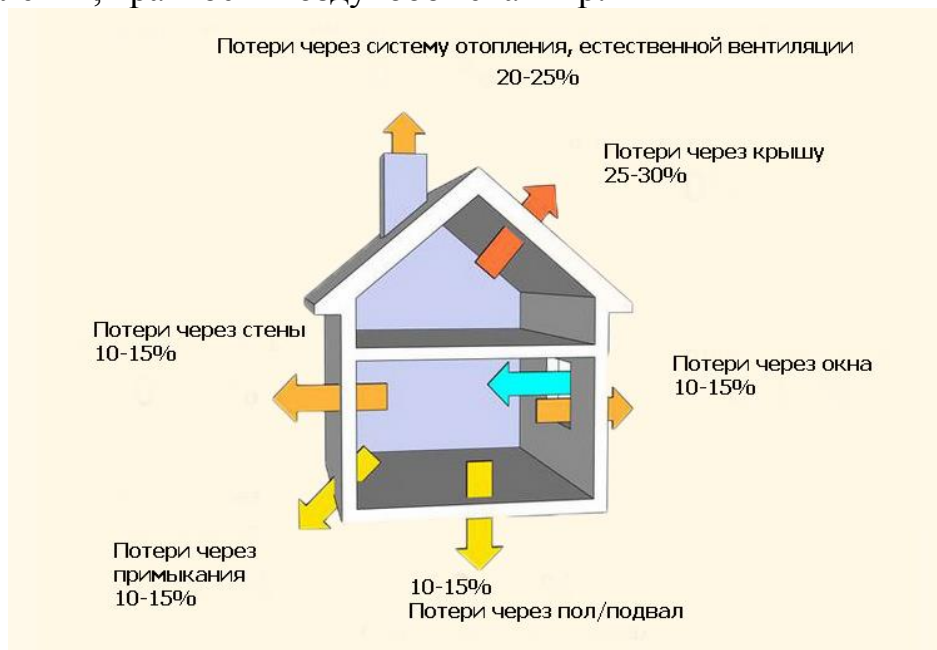 Потери через систему отопления, естественной вентиляции
20-25%
Потери через крышу
25-30%
Потери через стены
10-15%
Потери через окна
10-15%
Потери через
примыкания
10-15%
10-15%
Потери через пол/подвал